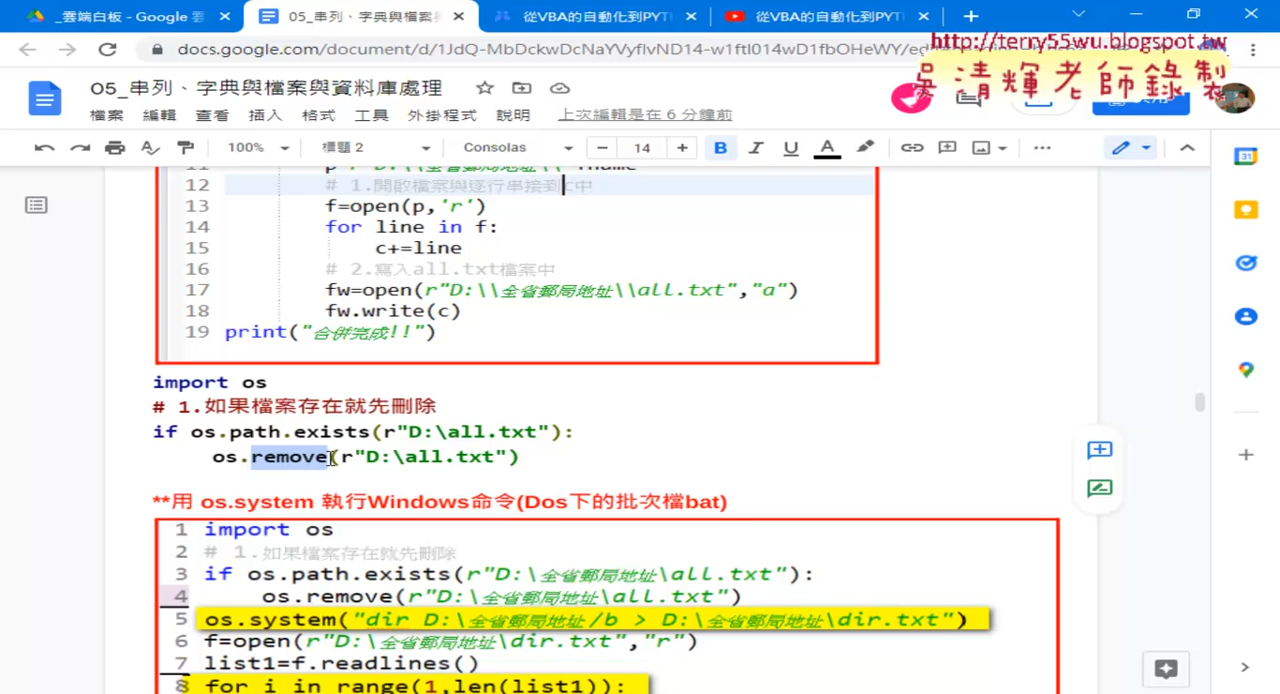 _雲端白板 - Google 雲
05_串列、字典與檔案
從VBA的自動化到PYT
從VBA的自動化到PYT
docs.google.com/document/d/1JdQ-MbDckwDcNaYVyflvND14-w1ftl014wD1fbOHeWY/ed
http://terry55wu.blogspot.tw
吳清輝老師錄製
05_串列、字典與檔案與資料庫處理
檔案 編輯 查看 插入 格式 工具 外掛程式 說明 上次編輯是在 6 分鐘前
100% 標題 2 Consolas 14 B I U A
31
12 # 1.開啟檔案與逐行串接到c中
13 f=open(p,'r')
14 for line in f:
15 c+=line
16 # 2.寫入all.txt檔案中
17 fw=open(r"D:\\全省郵局地址\\all.txt","a")
18 fw.write(c)
19 print("合併完成!!")
import os
# 1.如果檔案存在就先刪除
if os.path.exists(r"D:\all.txt"):
os.remove(r"D:\all.txt")
**用 os.system 執行Windows命令(Dos下的批次檔bat)
1 import os
2 # 1.如果檔案存在就先刪除
3 if os.path.exists(r"D:\全省郵局地址\all.txt"):
4 os.remove(r"D:\全省郵局地址\all.txt")
5 os.system("dir D:\全省郵局地址/b > D:\全省郵局地址\dir.txt")
6 f=open(r"D:\全省郵局地址\dir.txt","r")
7 list1=f.readlines()
8 for i in range(1,len(list1)):